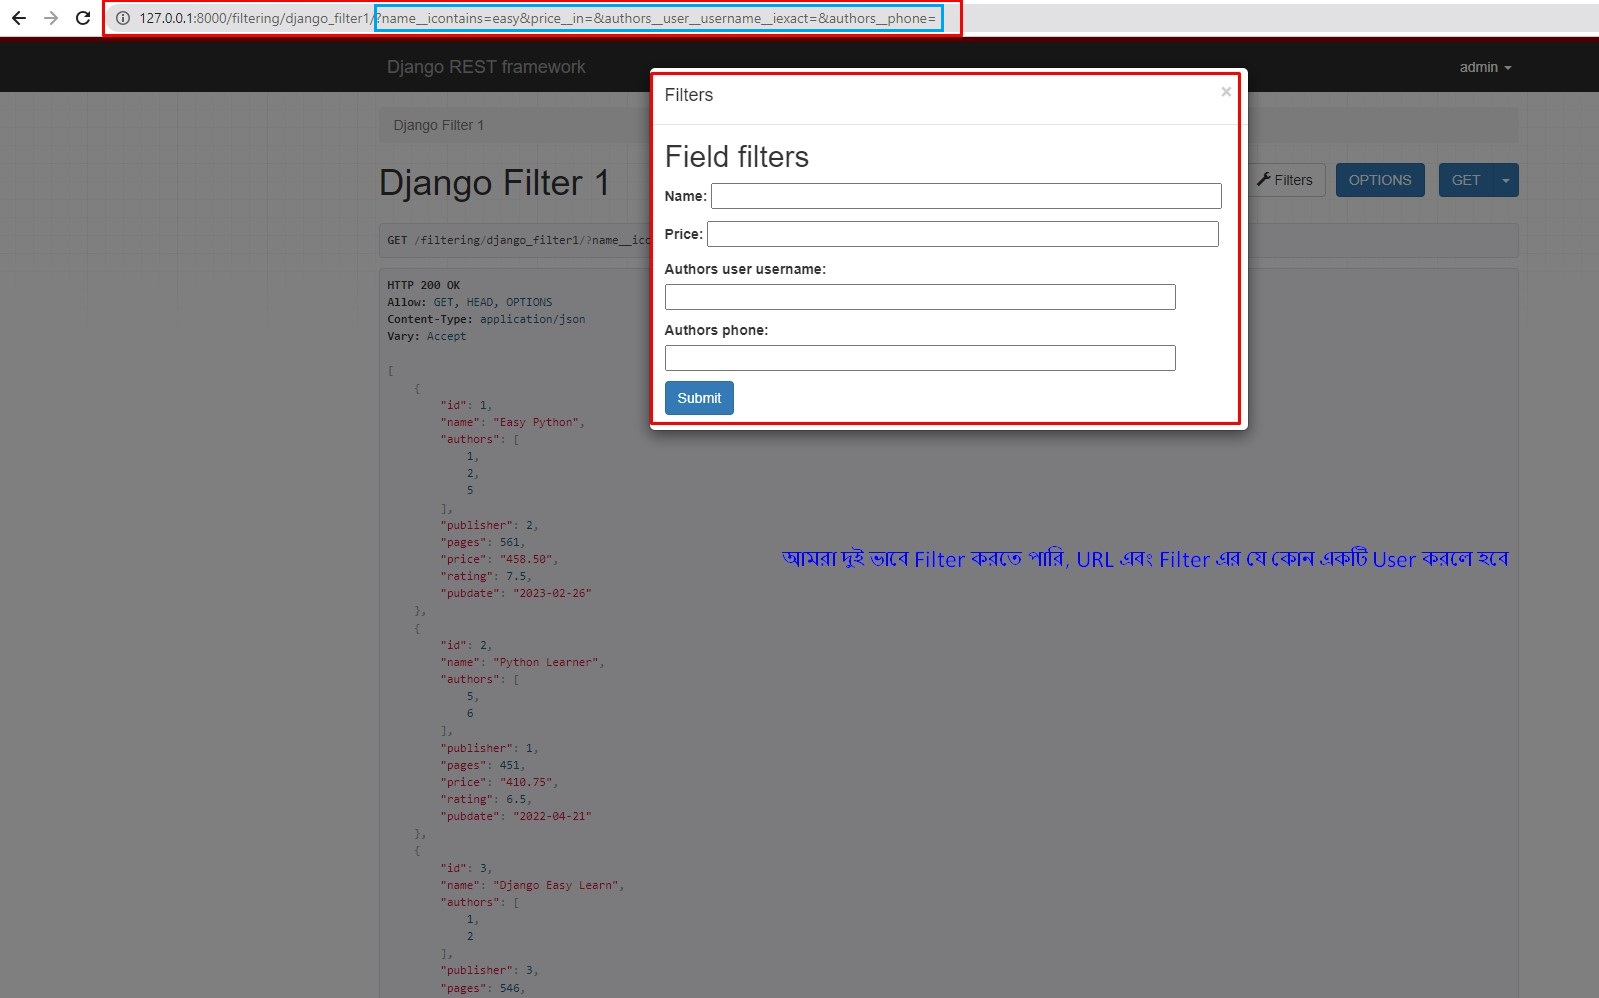 127.0.0.1:8000/filtering/django_filter1/?name__icontains=easy&price__in=&authors__user__username__iexact=&authors__phone=
Django REST framework
admin
Filters
×
Django Filter 1
Field filters
Django Filter 1
Filters
OPTIONS
GET
Name:
Price:
GET /filtering/django_filter1/?name__ico
Authors user username:
Authors phone:
Submit
HTTP 200 OK
Allow: GET, HEAD, OPTIONS
Content-Type: application/json
Vary: Accept
[
{
"id": 1,
"name": "Easy Python",
"authors": [
1,
2,
5
],
"publisher": 2,
"pages": 561,
"price": "458.50",
"rating": 7.5,
"pubdate": "2023-02-26"
},
আমরা দুই ভাবে Filter করতে পারি, URL এবং Filter এর যে কোন একটি User করলে হবে
{
"id": 2,
"name": "Python Learner",
"authors": [
5,
6
],
"publisher": 1,
"pages": 451,
"price": "410.75",
"rating": 6.5,
"pubdate": "2022-04-21"
},
{
"id": 3,
"name": "Django Easy Learn",
"authors": [
1,
2
],
"publisher": 3,
"pages": 546,